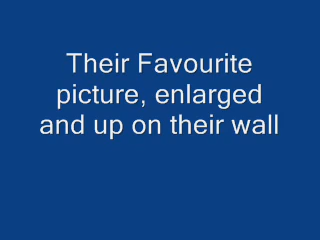 Their Favourite
picture, enlarged
and up on their wall